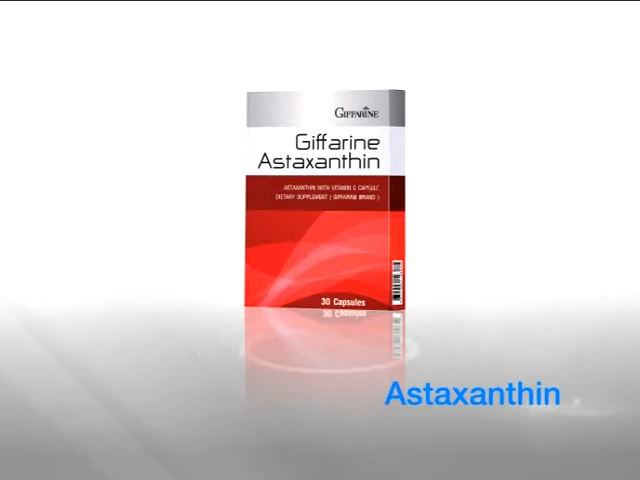 GIFFARINE
Giffarine
Astaxanthin
ASTAXANTHIN WITH VITAMIN E CAPSULE
DIETARY SUPPLEMENT ( GIFFARINE BRAND )
30 Capsules
Astaxanthin